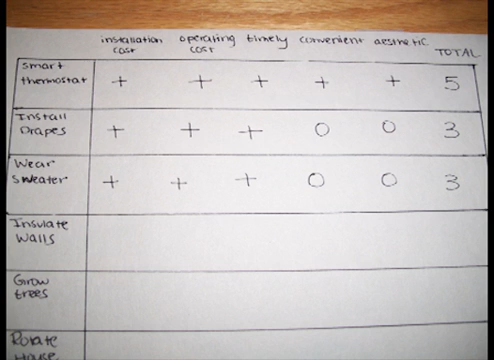 installation cost operating cost timely convenient aesthetic TOTAL
smart thermostat + + + + + 5
Install Drapes + + + O O 3
Wear Sweater + + + O O 3
Insulate Walls
Grow trees
Rotate House